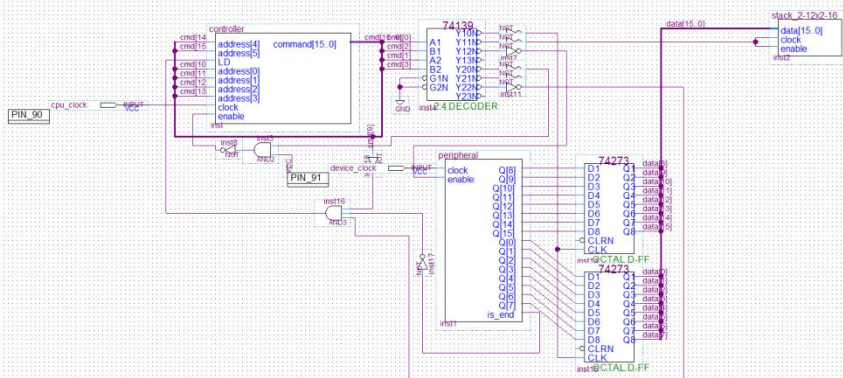 stack_2-12x2-16
data[15..0]
data[15..0]
clock
enable
inst2
controller
cmd[14]
cmd[15]
cmd[10]
cmd[11]
cmd[12]
cmd[13]
address[4]
address[5]
LD
address[0]
address[1]
address[2]
address[3]
clock
enable
command[15..0]
inst
cpu_clock
INPUT
VCC
PIN_90
74139
cmd[0]
cmd[2]
cmd[1]
cmd[3]
A1
B1
A2
B2
G1N
G2N
Y10N
Y11N
Y12N
Y13N
Y20N
Y21N
Y22N
Y23N
2:4 DECODER
GND
NOT
NOT
inst11
inst8
NOT
AND2
PIN_91
device_clock
INPUT
VCC
inst16
AND3
inst17
NOT
peripheral
clock
enable
Q[8]
Q[9]
Q[10]
Q[11]
Q[12]
Q[13]
Q[14]
Q[15]
Q[0]
Q[1]
Q[2]
Q[3]
Q[4]
Q[5]
Q[6]
Q[7]
is_end
inst1
74273
D1
D2
D3
D4
D5
D6
D7
D8
CLRN
CLK
Q1
Q2
Q3
Q4
Q5
Q6
Q7
Q8
OCTAL D-FF
74273
D1
D2
D3
D4
D5
D6
D7
D8
CLRN
CLK
Q1
Q2
Q3
Q4
Q5
Q6
Q7
Q8
OCTAL D-FF